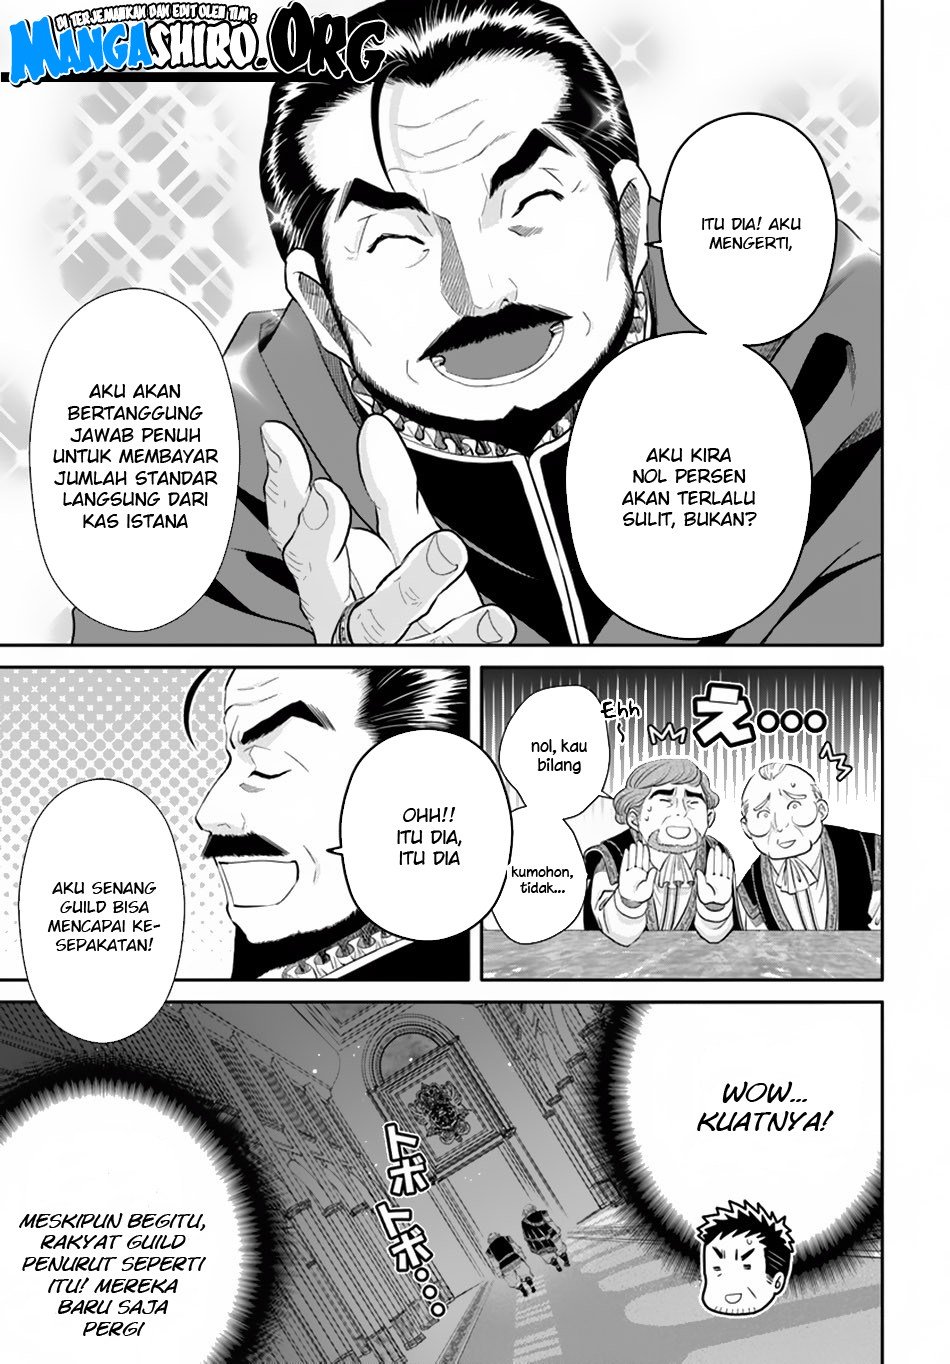 DI TERJEMAHKAN DAN EDIT OLEH TIM :
MANGASHIRO.ORG
ITU DIA! AKU
MENGERTI,
AKU KIRA
NOL PERSEN
AKAN TERLALU
SULIT, BUKAN?
AKU AKAN
BERTANGGUNG
JAWAB PENUH
UNTUK MEMBAYAR
JUMLAH STANDAR
LANGSUNG DARI
KAS ISTANA
え○○○
Ehh
nol, kau
bilang
kumohon,
tidak...
OHH!!
ITU DIA,
ITU DIA
AKU SENANG
GUILD BISA
MENCAPAI KE-
SEPAKATAN!
WOW...
KUATNYA!
トボ
トボ○○○
MESKIPUN BEGITU,
RAKYAT GUILD
PENURUT SEPERTI
ITU! MEREKA
BARU SAJA
PERGI